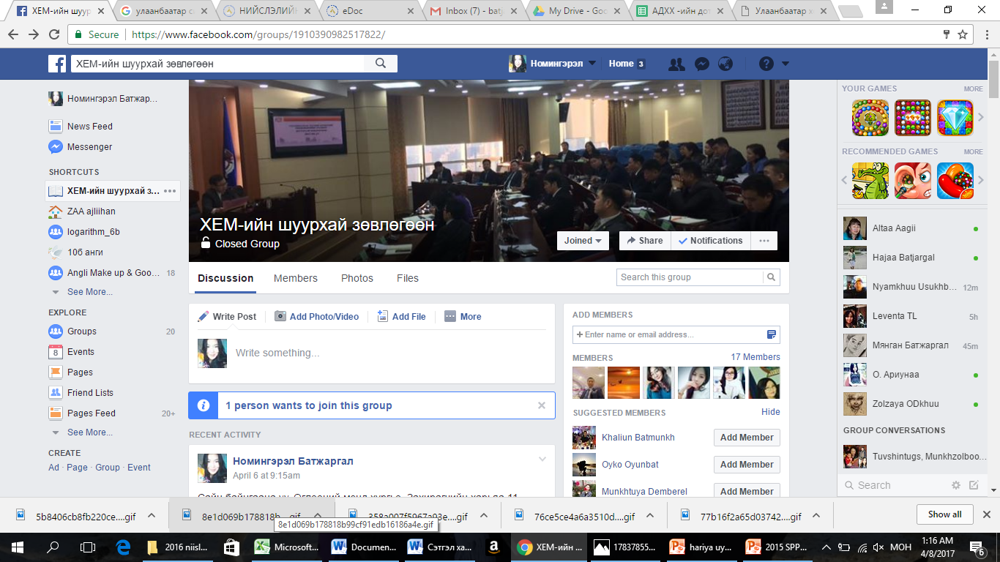 ХЕМ-ийн шуур
улаанбаатар с
НИЙСЛЭЛИЙН
eDoc
Inbox (7) - batj
My Drive - Goo
АДХХ -ийн дот
Улаанбаатар х
Secure https://www.facebook.com/groups/1910390982517822/
ХЕМ-ийн шуурхай зөвлөгөөн
Номингэрэл
Home 3
Номингэрэл Батжар...
News Feed
Messenger
SHORTCUTS
ХЕМ-ийн шуурхай з...
ZAA ajliihan
logarithm_6b
10б анги
Angli Make up & Goo... 18
See More...
EXPLORE
Groups 20
Events
8
Pages
Friend Lists
Pages Feed 20+
See More...
CREATE
Ad · Page · Group · Event
ХЕМ-ийн шуурхай зөвлөгөөн
Closed Group
Joined
Share
Notifications
Discussion
Members
Photos
Files
Search this group
Write Post
Add Photo/Video
Add File
More
Write something...
1 person wants to join this group
RECENT ACTIVITY
Номингэрэл Батжаргал
April 6 at 9:15am
ADD MEMBERS
+ Enter name or email address...
MEMBERS
17 Members
SUGGESTED MEMBERS
Hide
Khaliun Batmunkh
Add Member
Oyko Oyunbat
Add Member
Munkhtuya Demberel
Add Member
YOUR GAMES
MORE
RECOMMENDED GAMES
MORE
Altaa Aagii
Hajaa Batjargal
Nyamkhuu Usukhb... 12m
Leventa TL 5h
Мянган Батжаргал 45m
О. Ариунаа
Zolzaya ODkhuu
GROUP CONVERSATIONS
Tuvshintugs, Munkhzolboo...
Search
5b8406cb8fb220ce....gif
8e1d069b178818b....gif
358a007f5967a93e....gif
76ce5ce4a6a3510d....gif
77b16f2a65d03742....gif
Show all
8e1d069b178818b99cf91edb16186a4e.gif
2016 niisl...
Microsoft...
Documen...
Сэтгэл ха...
ХЕМ-ийн ...
17837855...
hariya uy...
2015 SPP...
МОН
1:16 AM
4/8/2017
6